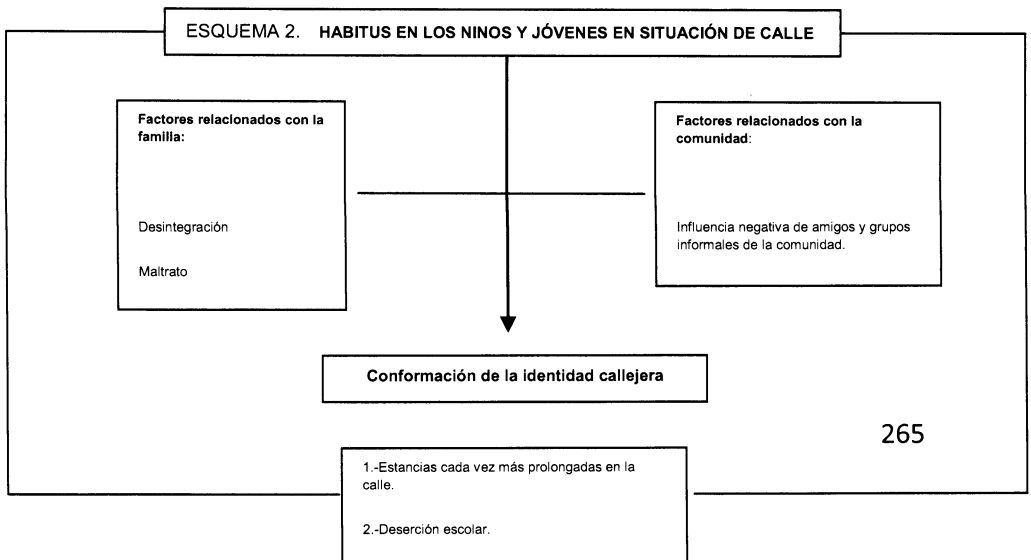 ESQUEMA 2. HABITUS EN LOS NINOS Y JÓVENES EN SITUACIÓN DE CALLE
Factores relacionados con la
familia:
Desintegración
Maltrato
Factores relacionados con la
comunidad:
Influencia negativa de amigos y grupos
informales de la comunidad.
Conformación de la identidad callejera
265
1.-Estancias cada vez más prolongadas en la
calle.
2.-Deserción escolar.